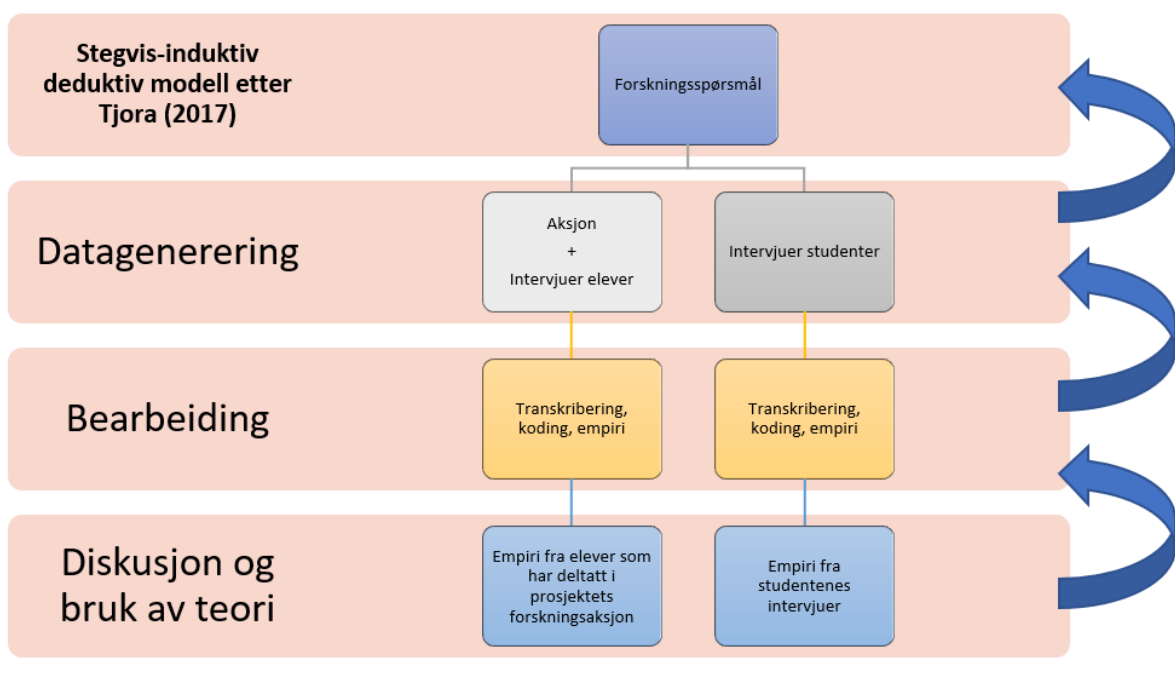 Stegvis-induktiv
deduktiv modell etter
Tjora (2017)
Forskningsspørsmål
Datagenerering
Aksjon
+
Intervjuer elever
Intervjuer studenter
Bearbeiding
Transkribering,
koding, empiri
Transkribering,
koding, empiri
Diskusjon og
bruk av teori
Empiri fra elever som
har deltatt i
prosjektets
forskningsaksjon
Empiri fra
studentenes
intervjuer